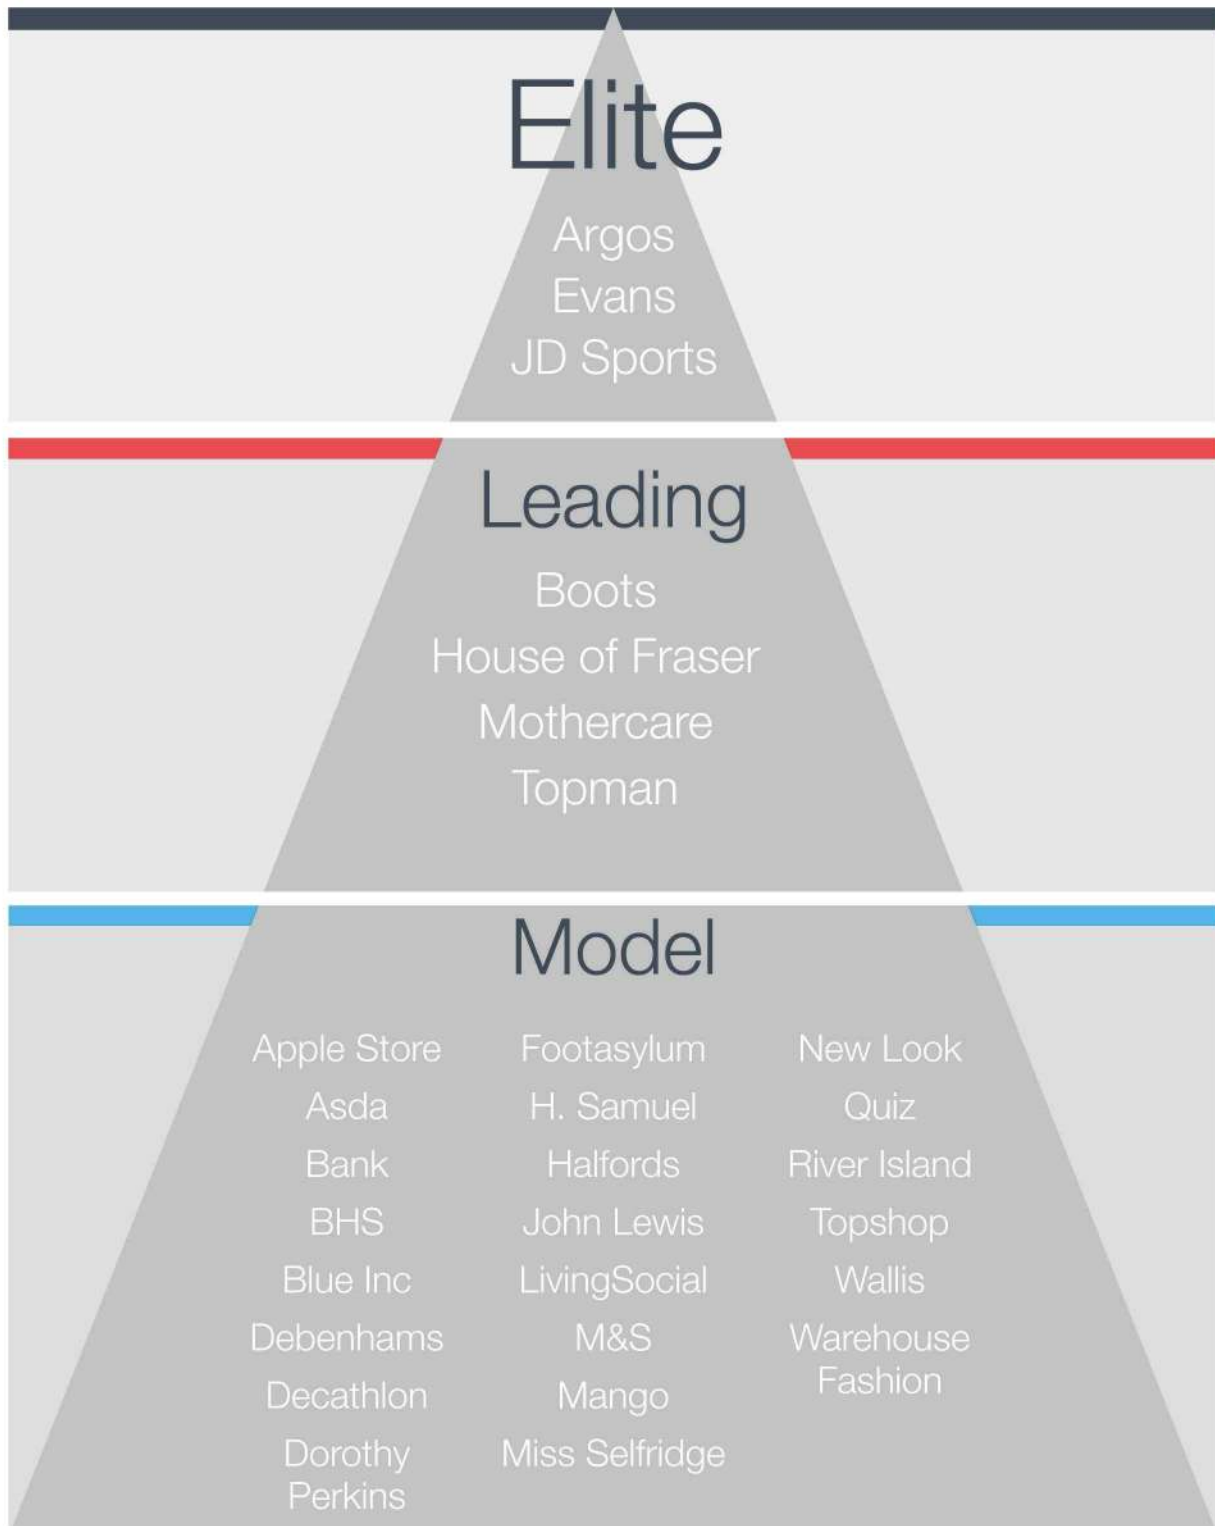 Elite
Argos
Evans
JD Sports
Leading
Boots
House of Fraser
Mothercare
Topman
Model
Apple Store
Asda
Bank
BHS
Blue Inc
Debenhams
Decathlon
Dorothy
Perkins
Footasylum
H. Samuel
Halfords
John Lewis
LivingSocial
M&S
Mango
Miss Selfridge
New Look
Quiz
River Island
Topshop
Wallis
Warehouse
Fashion